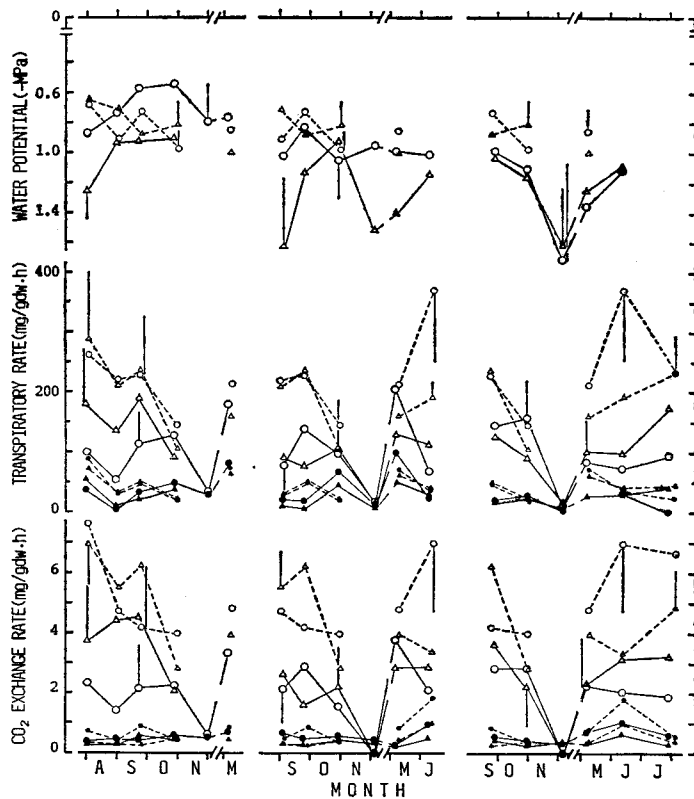 0
0.6
1.0
1.4
WATER POTENTIAL(-MPa)
400
200
0
TRANSPIRATORY RATE(mg/gdw·h)
6
4
2
0
CO₂ EXCHANGE RATE(mg/gdw·h)
A S O N M
S O N M J
S O N M J J
MONTH